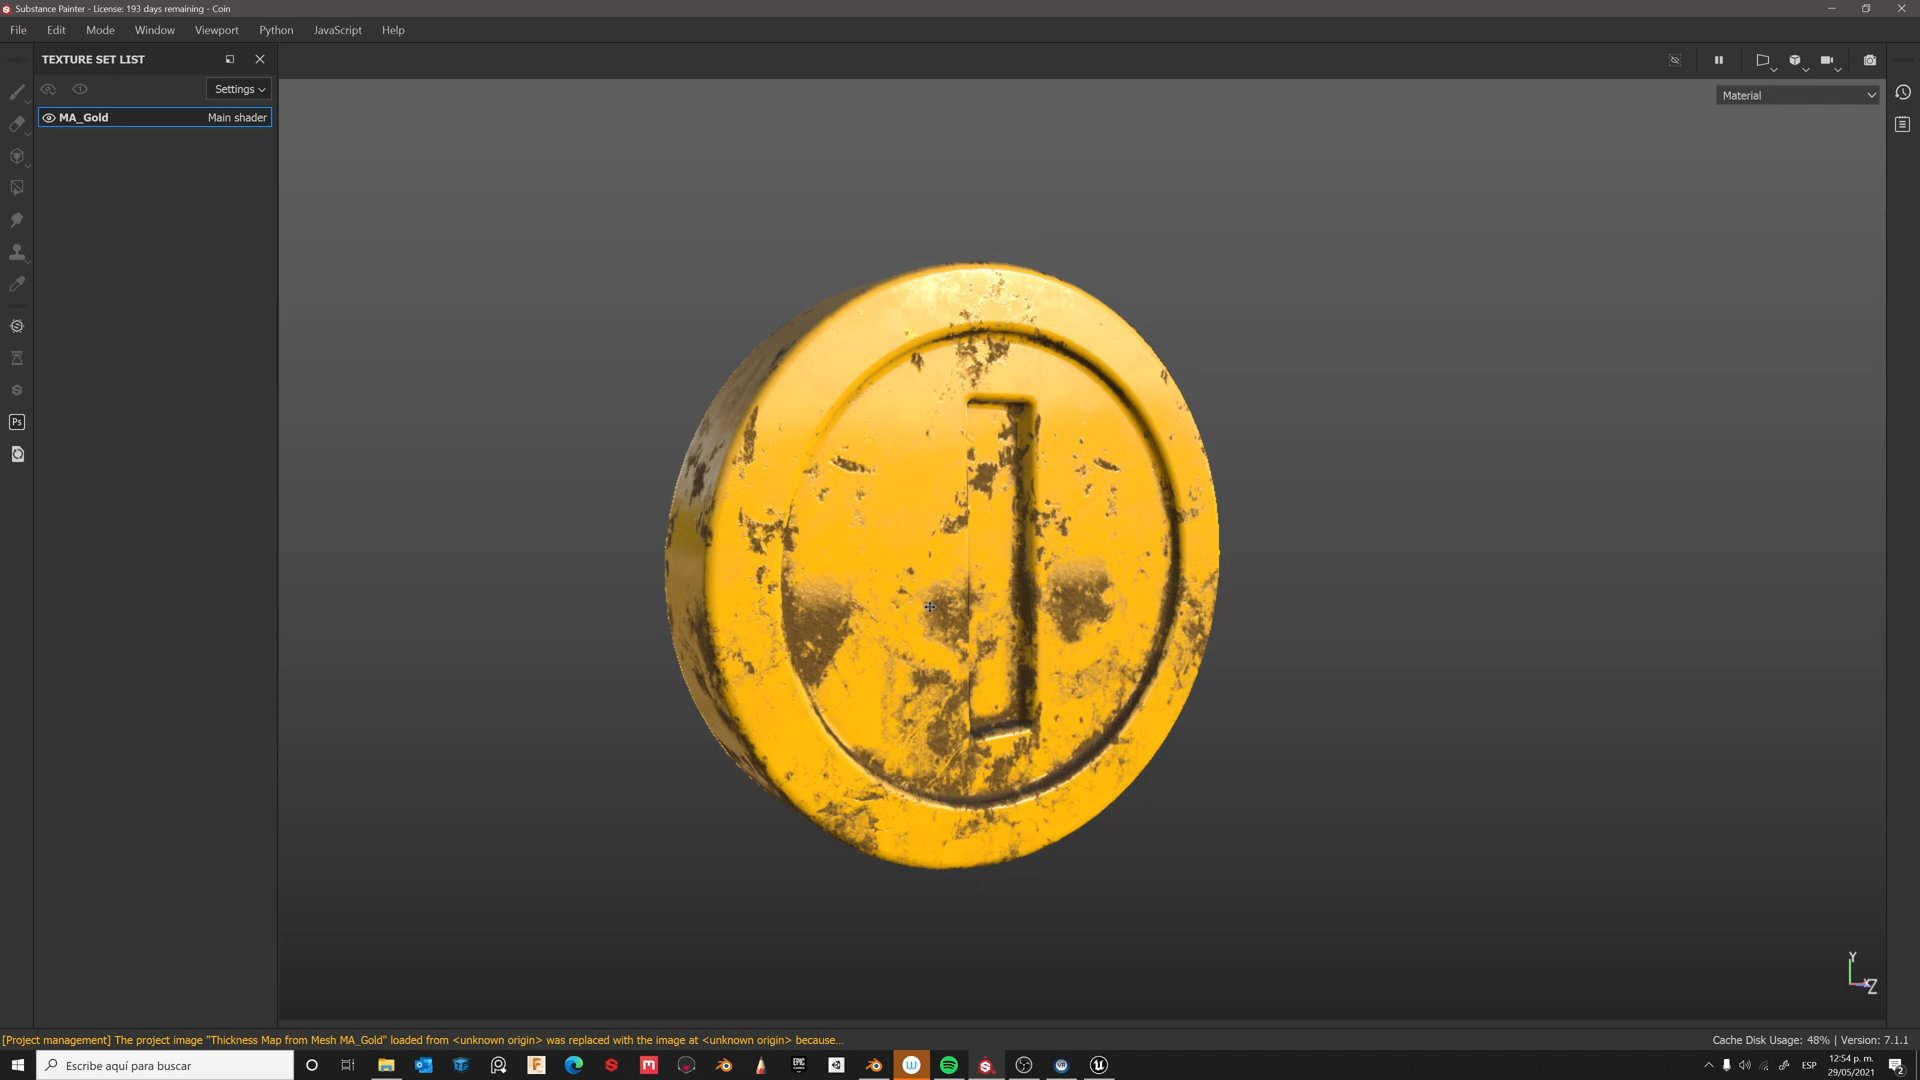 Substance Painter - License: 193 days remaining - Coin
File Edit Mode Window Viewport Python JavaScript Help
TEXTURE SET LIST
Settings
Material
MA_Gold Main shader
Ps
Y
X
Z
[Project management] The project image "Thickness Map from Mesh MA_Gold" loaded from <unknown origin> was replaced with the image at <unknown origin> because...
Cache Disk Usage: 48% | Version: 7.1.1
Escribe aquí para buscar
EPIC GAMES
ESP
12:54 p. m.
29/05/2021
2